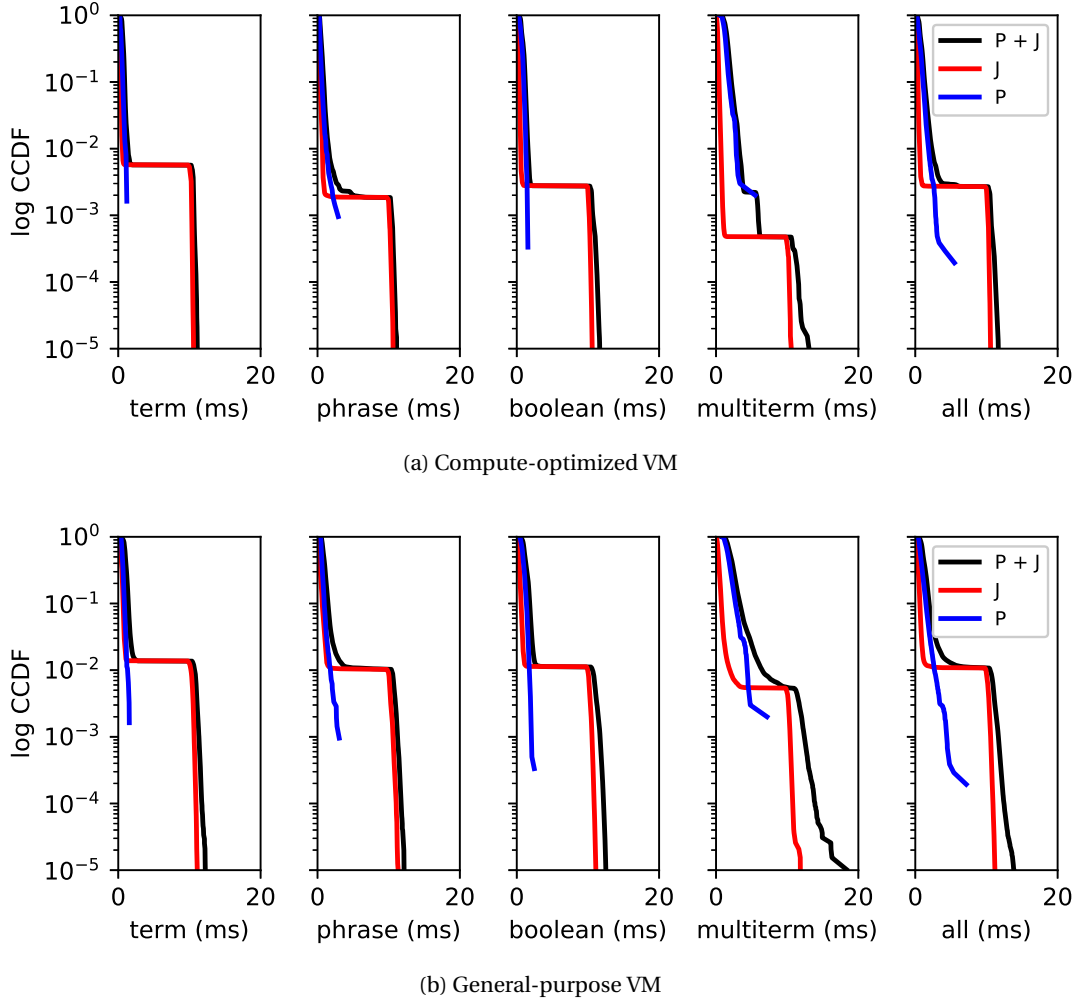 log CCDF
10^0
10^-1
10^-2
10^-3
10^-4
10^-5
0 20
term (ms)
0 20
phrase (ms)
0 20
boolean (ms)
0 20
multiterm (ms)
P + J
J
P
0 20
all (ms)
(a) Compute-optimized VM
log CCDF
10^0
10^-1
10^-2
10^-3
10^-4
10^-5
0 20
term (ms)
0 20
phrase (ms)
0 20
boolean (ms)
0 20
multiterm (ms)
P + J
J
P
0 20
all (ms)
(b) General-purpose VM